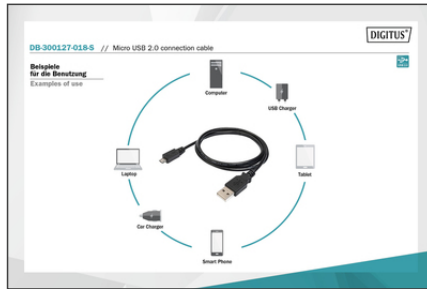 DIGITUS®
DB-300127-018-S // Micro USB 2.0 connection cable
Beispiele
für die Benutzung
Examples of use
Computer
USB Charger
Laptop
Tablet
Car Charger
Smart Phone